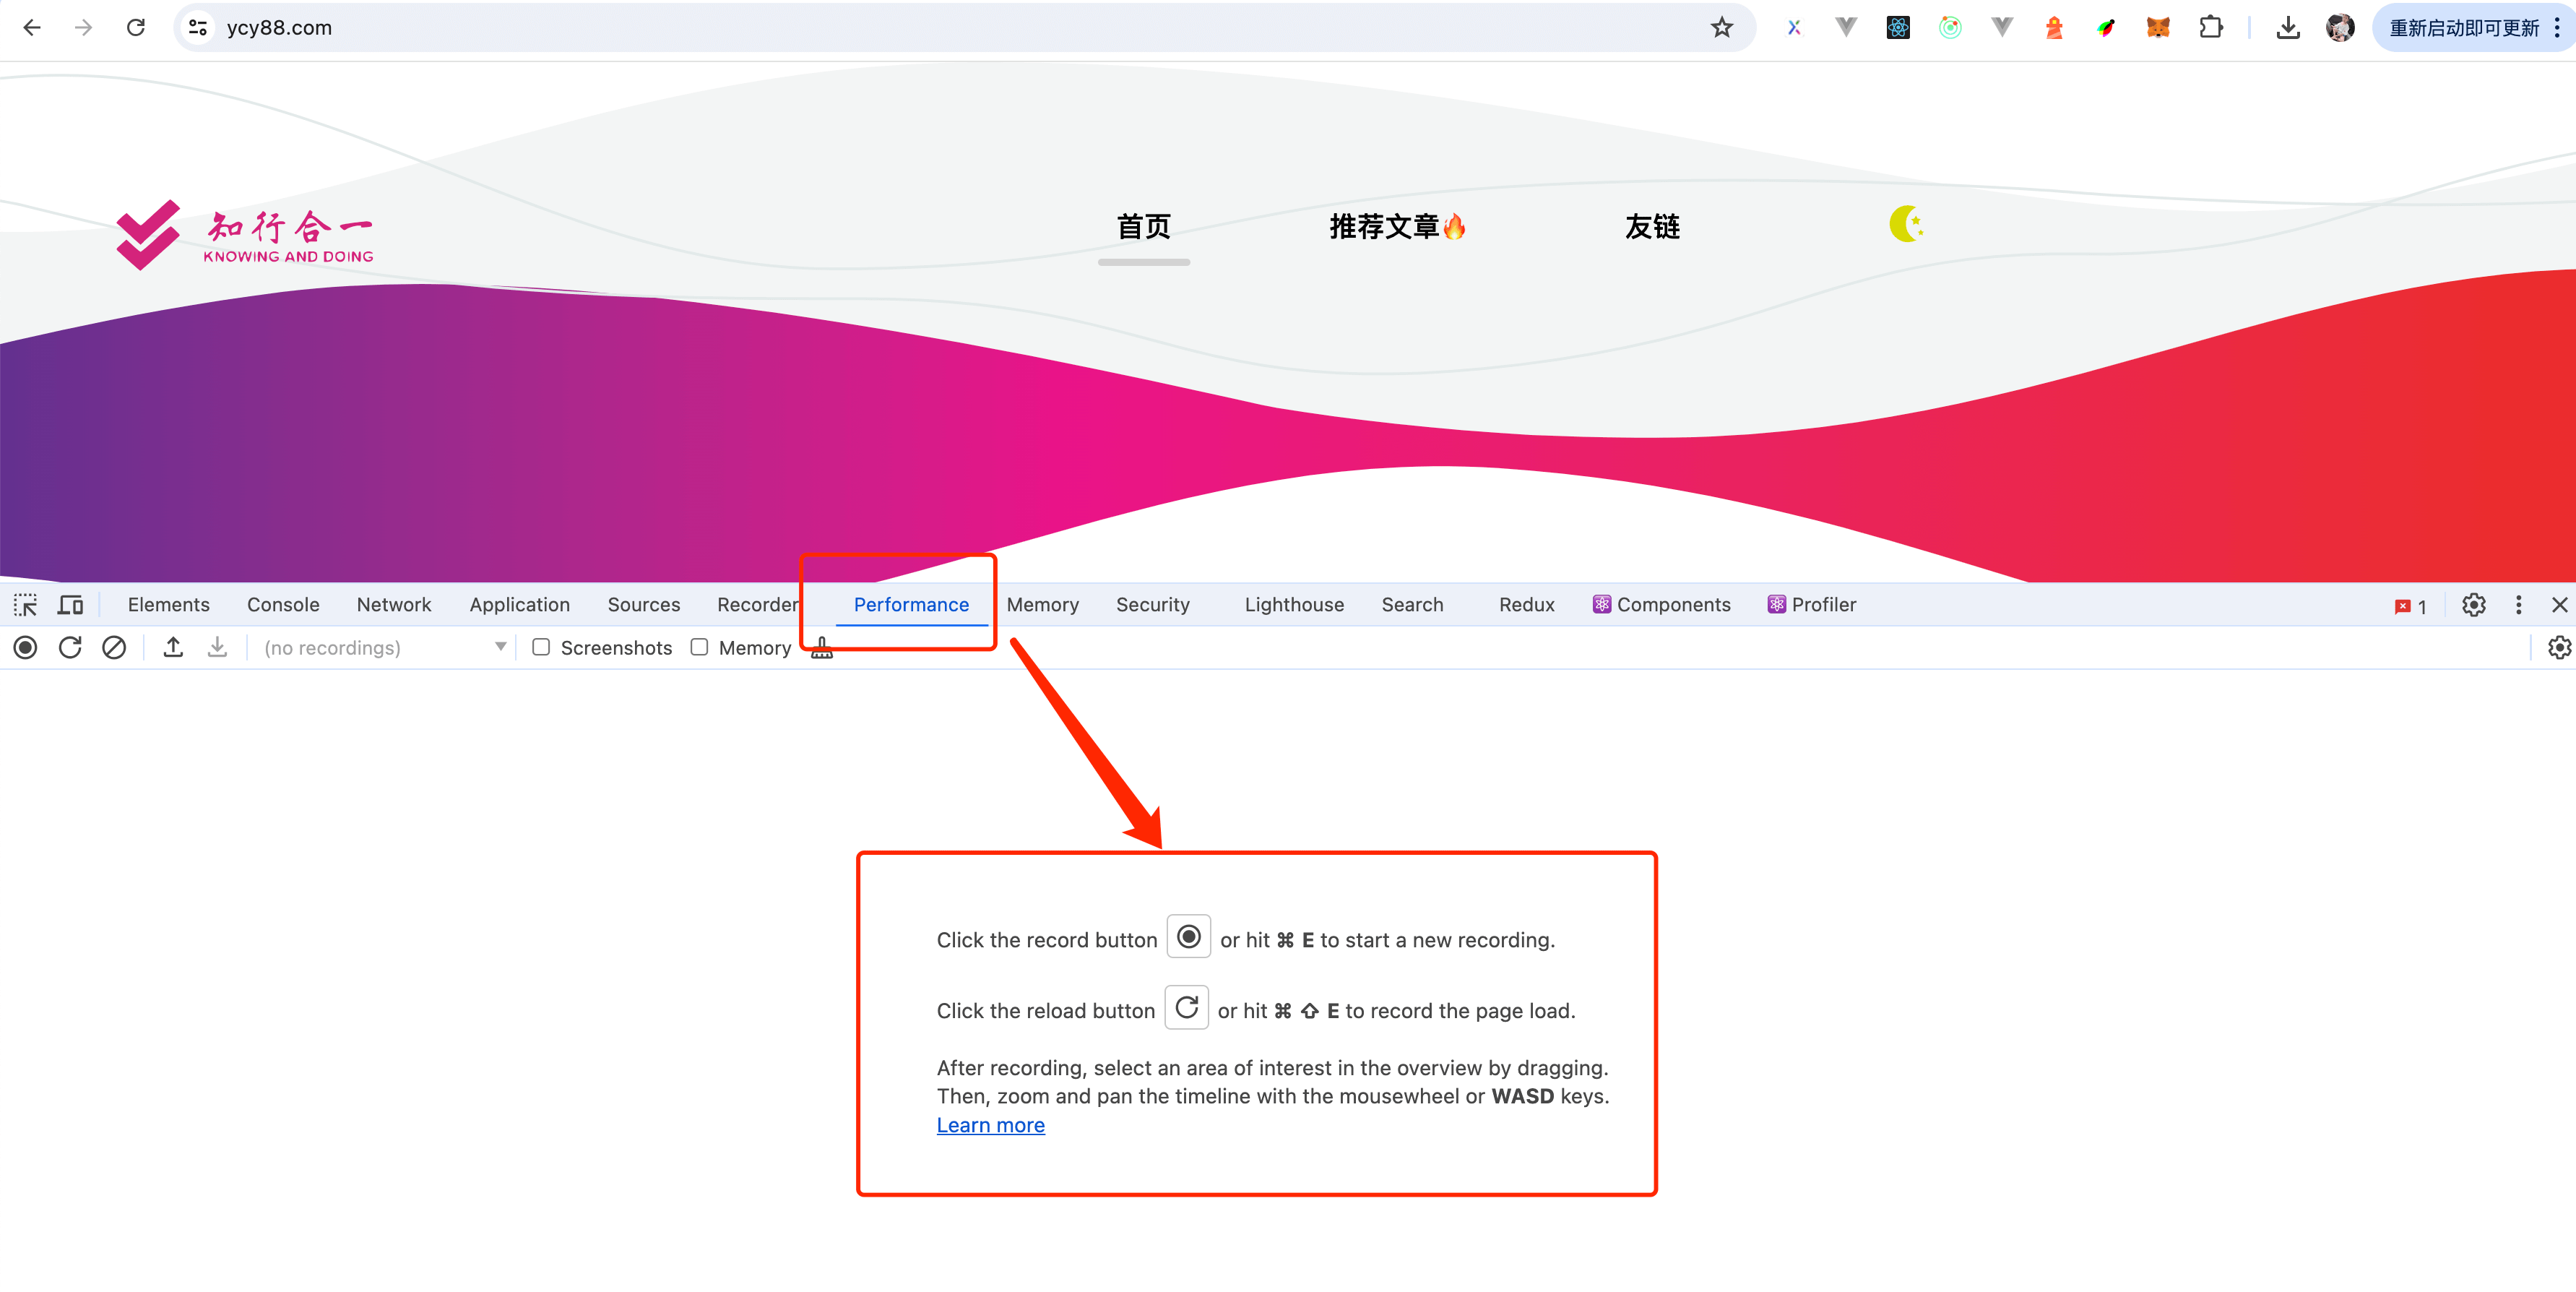 ycy88.com
重新启动即可更新
知行合一
KNOWING AND DOING
首页 推荐文章🔥 友链
Elements Console Network Application Sources Recorder Performance Memory Security Lighthouse Search Redux Components Profiler 1
(no recordings) Screenshots Memory
Click the record button or hit ⌘ E to start a new recording.
Click the reload button or hit ⌘ ⇧ E to record the page load.
After recording, select an area of interest in the overview by dragging.
Then, zoom and pan the timeline with the mousewheel or WASD keys.
Learn more